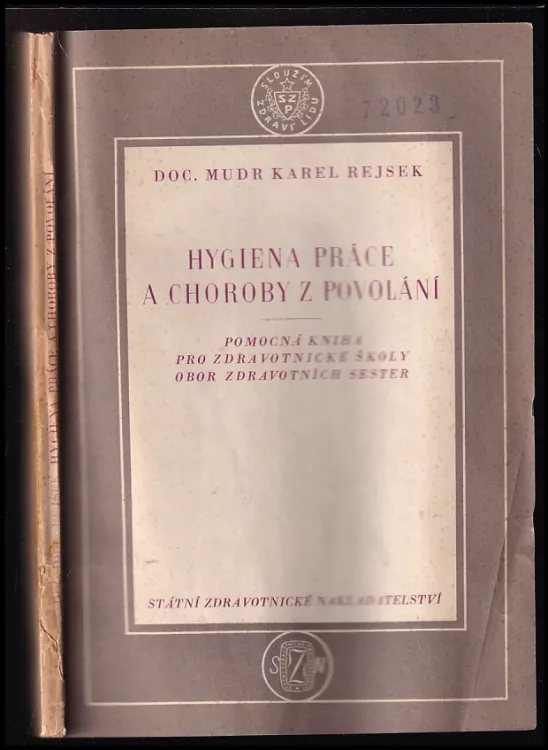 SLOUŽÍM
ZDRAVÍ LIDU
SZP
72023
DOC. MUDR KAREL REJSEK
HYGIENA PRÁCE
A CHOROBY Z POVOLÁNÍ
POMOCNÁ KNIHA
PRO ZDRAVOTNICKÉ ŠKOLY
OBOR ZDRAVOTNÍCH SESTER
STÁTNÍ ZDRAVOTNICKÉ NAKLADATELSTVÍ
S Z N
REJSEK HYGIENA PRÁCE A CHOROBY Z POVOLÁNÍ